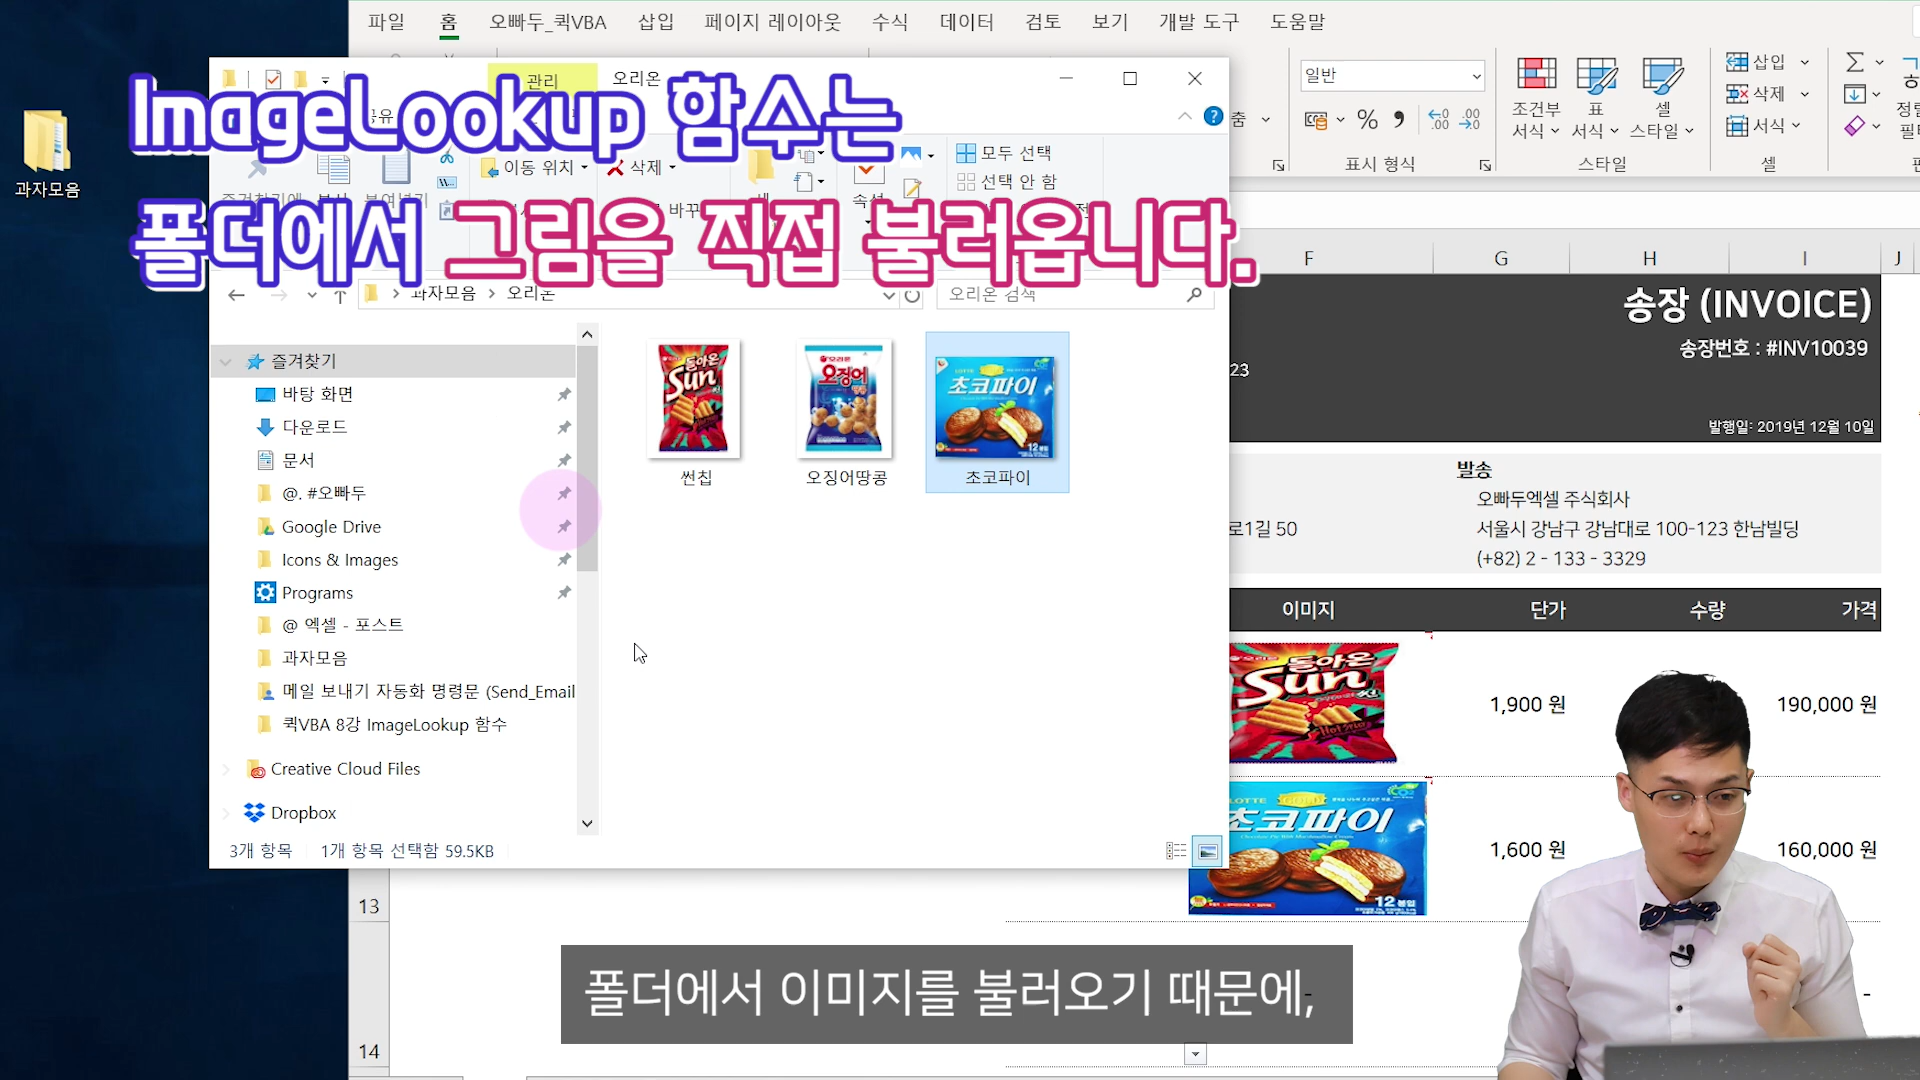 파일 홈 오빠두_퀵VBA 삽입 페이지 레이아웃 수식 데이터 검토 보기 개발 도구 도움말
관리 오리온
ImageLookup 함수는
폴더에서 그림을 직접 불러옵니다.
이동 위치 삭제
모두 선택
선택 안 함
과자모음 > 오리온
오리온 검색
과자모음
즐겨찾기
바탕 화면
다운로드
문서
@. #오빠두
Google Drive
Icons & Images
Programs
@ 엑셀 - 포스트
과자모음
메일 보내기 자동화 명령문 (Send_Email
퀵VBA 8강 ImageLookup 함수
Creative Cloud Files
Dropbox
3개 항목 1개 항목 선택함 59.5KB
썬칩 오징어땅콩 초코파이
일반
표시 형식
조건부 서식
표 서식
셀 스타일
스타일
삽입
삭제
서식
셀
F G H I J
송장 (INVOICE)
송장번호 : #INV10039
23
발행일: 2019년 12월 10일
발송
오빠두엑셀 주식회사
로1길 50 서울시 강남구 강남대로 100-123 한남빌딩
(+82) 2 - 133 - 3329
이미지 단가 수량 가격
돌아온
Sun
1,900 원 190,000 원
LOTTE
초코파이
12 봉입
1,600 원 160,000 원
13
14
-
폴더에서 이미지를 불러오기 때문에,